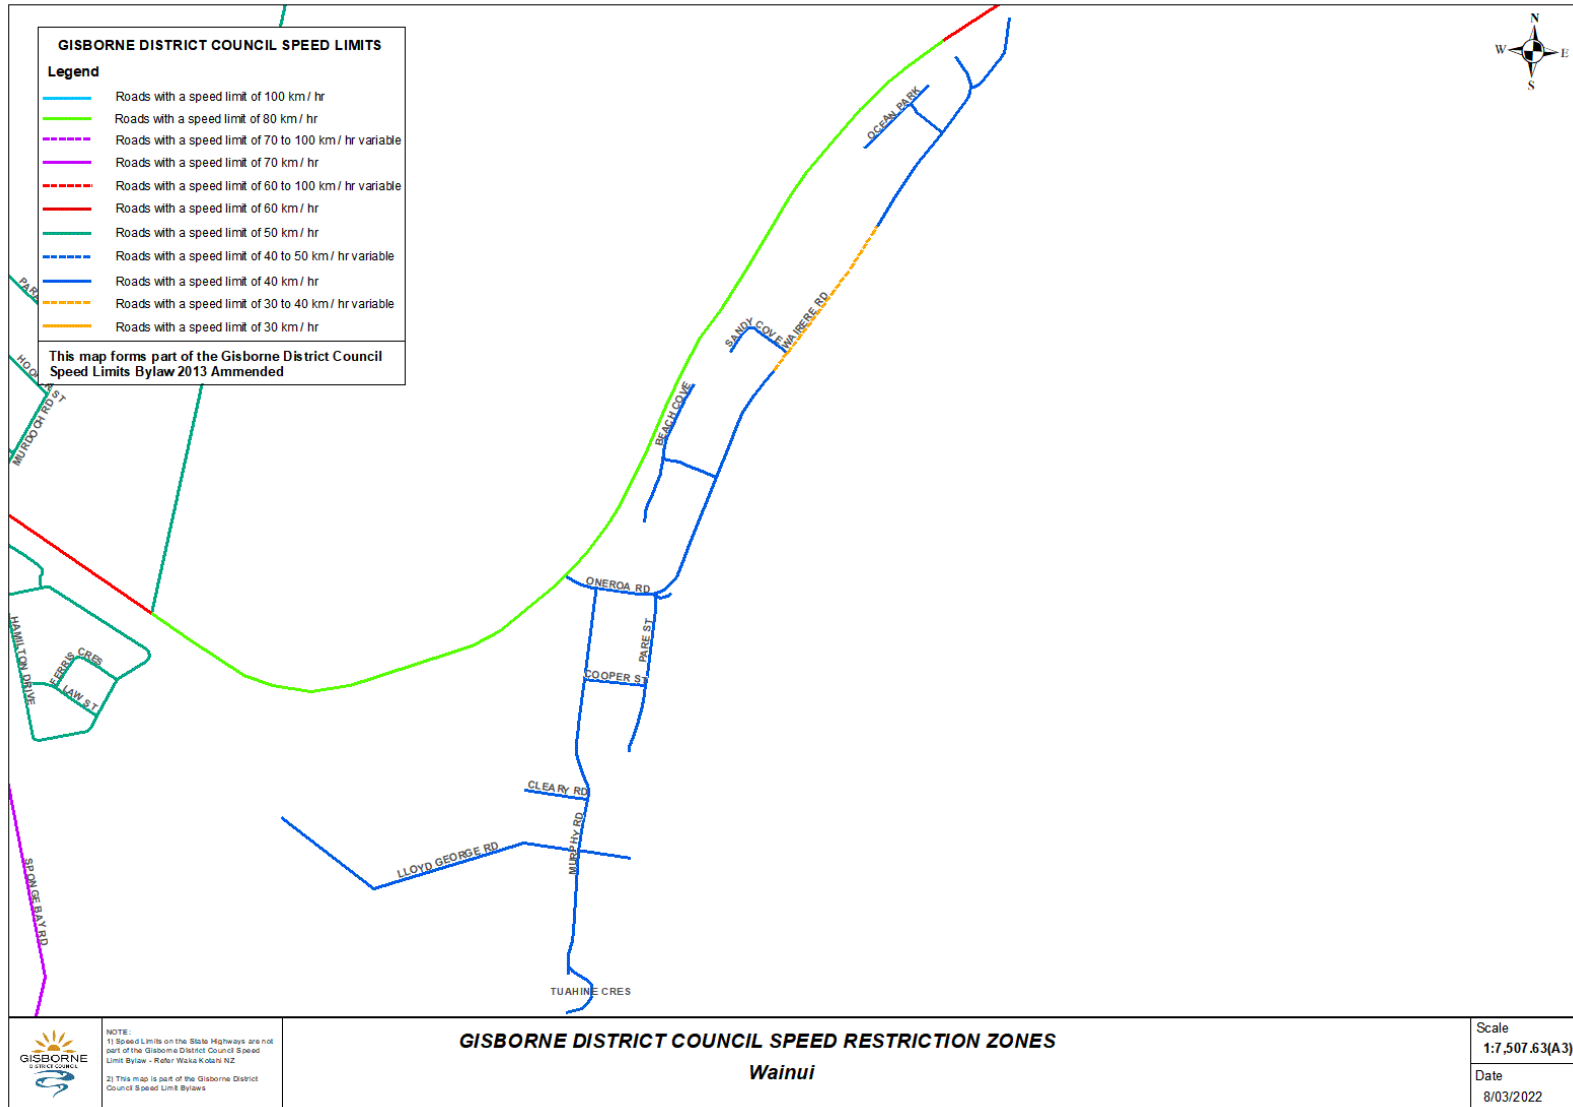 GISBORNE DISTRICT COUNCIL SPEED LIMITS
Legend
Roads with a speed limit of 100 km / hr
Roads with a speed limit of 80 km / hr
Roads with a speed limit of 70 to 100 km / hr variable
Roads with a speed limit of 70 km / hr
Roads with a speed limit of 60 to 100 km / hr variable
Roads with a speed limit of 60 km / hr
Roads with a speed limit of 50 km / hr
Roads with a speed limit of 40 to 50 km / hr variable
Roads with a speed limit of 40 km / hr
Roads with a speed limit of 30 to 40 km / hr variable
Roads with a speed limit of 30 km / hr
This map forms part of the Gisborne District Council
Speed Limits Bylaw 2013 Ammended
N
W
E
S
OCEAN PARK
WAIRERE RD
SANDY COVE
BEACH COVE
MURDOCH RD
ONEROA RD
PARE ST
COOPER ST
HAMILTON DRIVE
FERRIS CRES
LAW ST
CLEARY RD
MURPHY RD
LLOYD GEORGE RD
SPONGE BAY RD
TUAHINE CRES
GISBORNE
DISTRICT COUNCIL
NOTE:
1) Speed Limits on the State Highways are not
part of the Gisborne District Council Speed
Limit Bylaw - Refer Waka Kotahi NZ
2) This map is part of the Gisborne District
Council Speed Limit Bylaws
GISBORNE DISTRICT COUNCIL SPEED RESTRICTION ZONES
Wainui
Scale
1:7,507.63(A3)
Date
8/03/2022